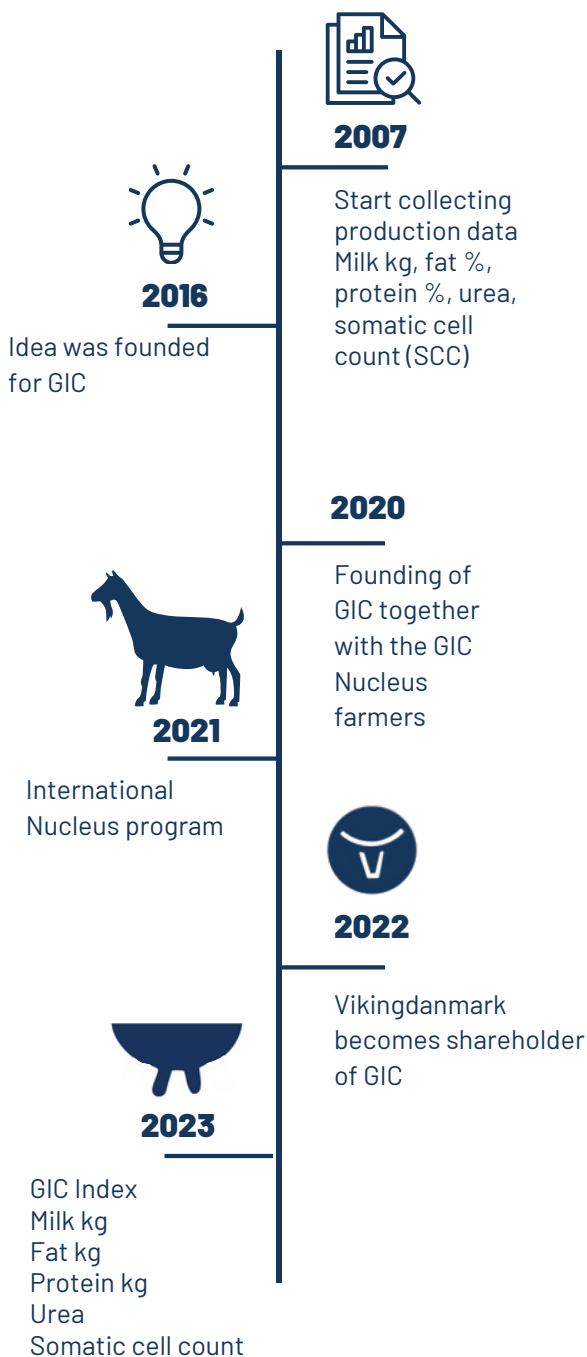 2007
Start collecting
production data
Milk kg, fat %,
protein %, urea,
somatic cell
count (SCC)
2016
Idea was founded
for GIC
2020
Founding of
GIC together
with the GIC
Nucleus
farmers
2021
International
Nucleus program
2022
Vikingdanmark
becomes shareholder
of GIC
2023
GIC Index
Milk kg
Fat kg
Protein kg
Urea
Somatic cell count